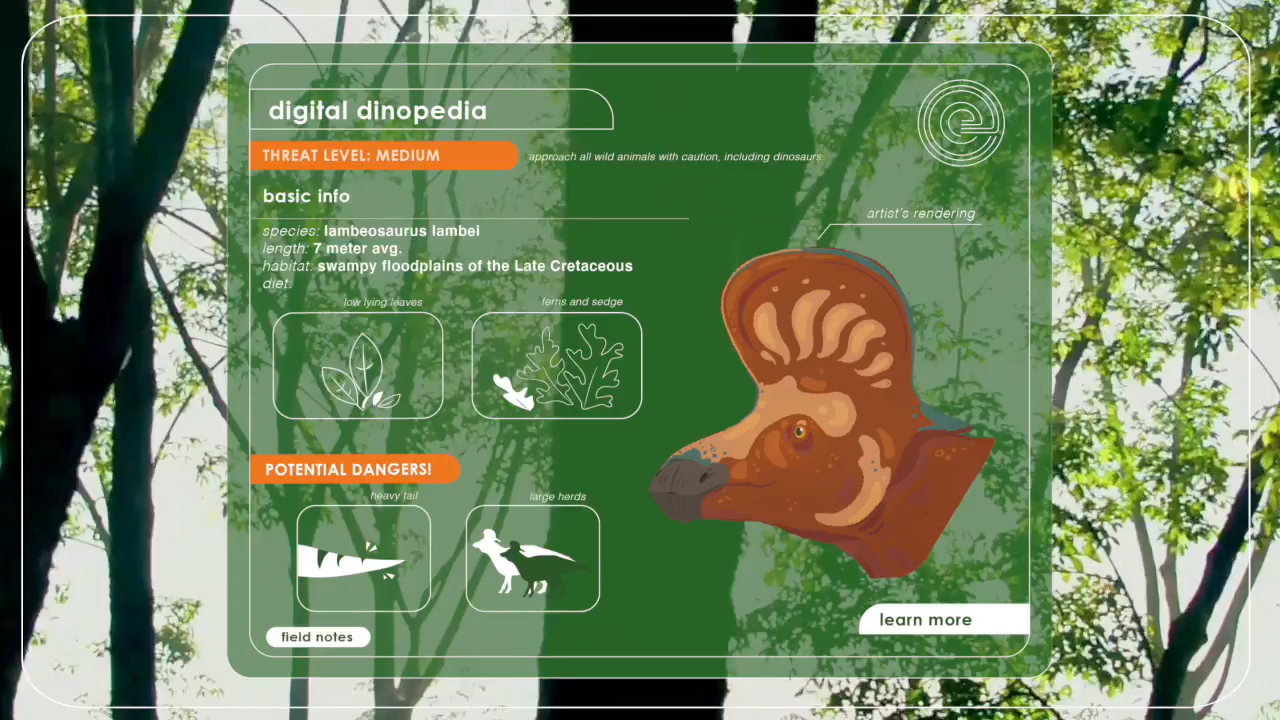 digital dinopedia
THREAT LEVEL: MEDIUM
approach all wild animals with caution, including dinosaurs
basic info
artist's rendering
species: lambeosaurus lambei
length: 7 meter avg.
habitat: swampy floodplains of the Late Cretaceous
diet:
low lying leaves
ferns and sedge
POTENTIAL DANGERS!
heavy tail
large herds
learn more
field notes